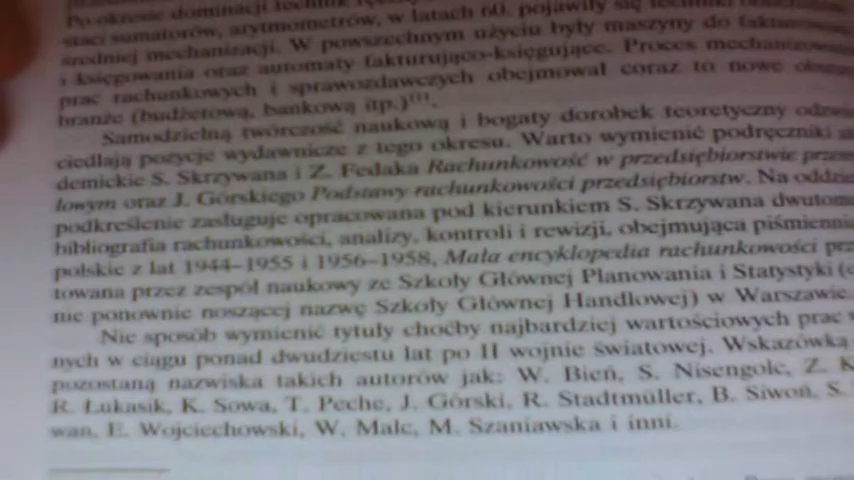 Po okresie dominacji technik
staci sumatorów, arytmometrów, w latach 60. pojawiły się techniki
średniej mechanizacji. W powszechnym użyciu były maszyny do
i księgowania oraz automaty fakturująco-księgujące. Proces
prac rachunkowych i sprawozdawczych obejmował coraz to nowe
branże (budżetową, bankową itp.)
Samodzielną twórczość naukową i bogaty dorobek teoretyczny
ciedlają pozycje wydawnicze z tego okresu. Warto wymienić podręczniki
demickie S. Skrzywana i Z. Fedaka Rachunkowość w przedsiębiorstwie
łowym oraz J. Górskiego Podstawy rachunkowości przedsiębiorstw. Na
podkreślenie zasługuje opracowana pod kierunkiem S. Skrzywana
bibliografia rachunkowości, analizy, kontroli i rewizji, obejmująca
polskie z lat 1944–1955 i 1956–1958, Mała encyklopedia rachunkowości
towana przez zespół naukowy ze Szkoły Głównej Planowania i Statystyki
nie ponownie noszącej nazwę Szkoły Głównej Handlowej) w Warszawie.
Nie sposób wymienić tytuły choćby najbardziej wartościowych prac
nych w ciągu ponad dwudziestu lat po II wojnie światowej. Wskazówką
pozostaną nazwiska takich autorów jak: W. Bień, S. Nisengolc, Z.
R. Łukasik, K. Sowa, T. Peche, J. Górski, R. Stadtmüller, B. Siwoń, S.
wan, E. Wojciechowski, W. Malc, M. Szaniawska i inni.